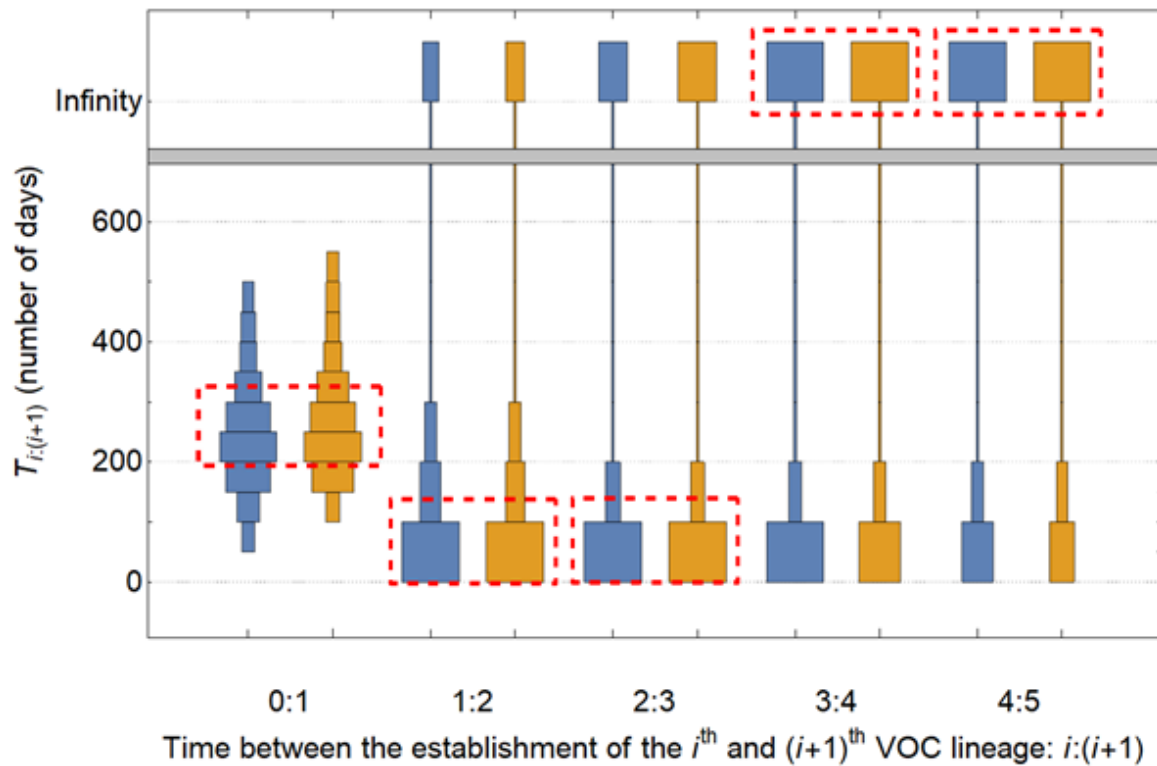 Infinity
600
400
200
0
T_{i:(i+1)} (number of days)
0:1 1:2 2:3 3:4 4:5
Time between the establishment of the i^{th} and (i+1)^{th} VOC lineage: i:(i+1)